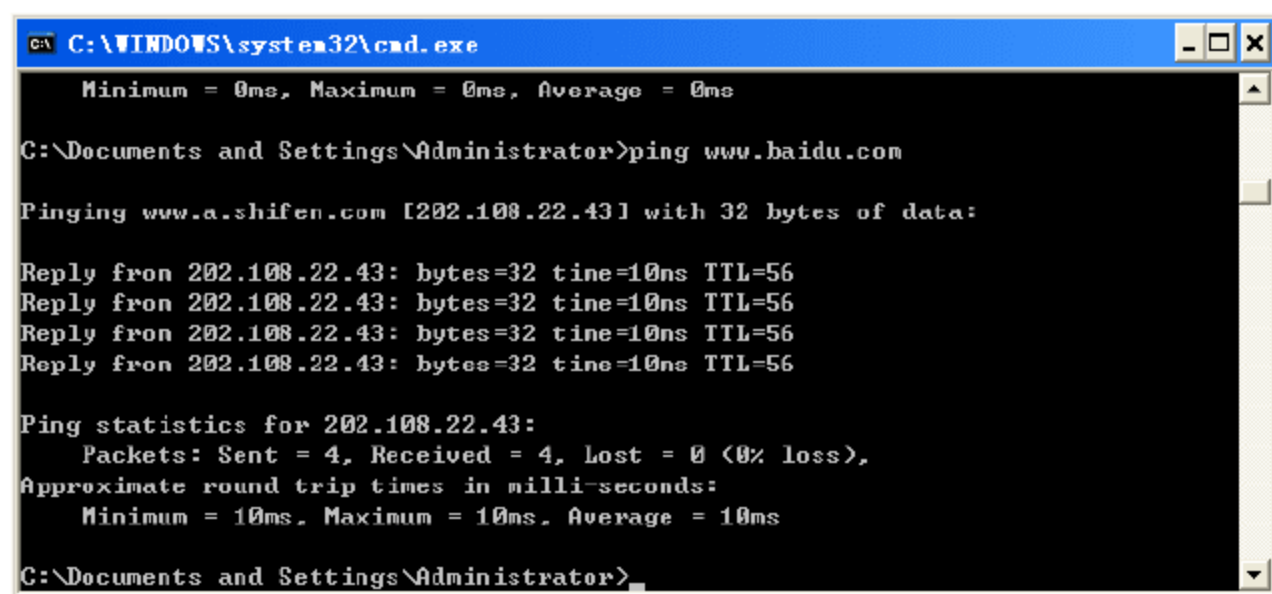 C:\WINDOWS\system32\cmd.exe
Minimum = 0ms, Maximum = 0ms, Average = 0ms
C:\Documents and Settings\Administrator>ping www.baidu.com
Pinging www.a.shifen.com [202.108.22.43] with 32 bytes of data:
Reply from 202.108.22.43: bytes=32 time=10ms TTL=56
Reply from 202.108.22.43: bytes=32 time=10ms TTL=56
Reply from 202.108.22.43: bytes=32 time=10ms TTL=56
Reply from 202.108.22.43: bytes=32 time=10ms TTL=56
Ping statistics for 202.108.22.43:
Packets: Sent = 4, Received = 4, Lost = 0 (0% loss),
Approximate round trip times in milli-seconds:
Minimum = 10ms, Maximum = 10ms, Average = 10ms
C:\Documents and Settings\Administrator>_